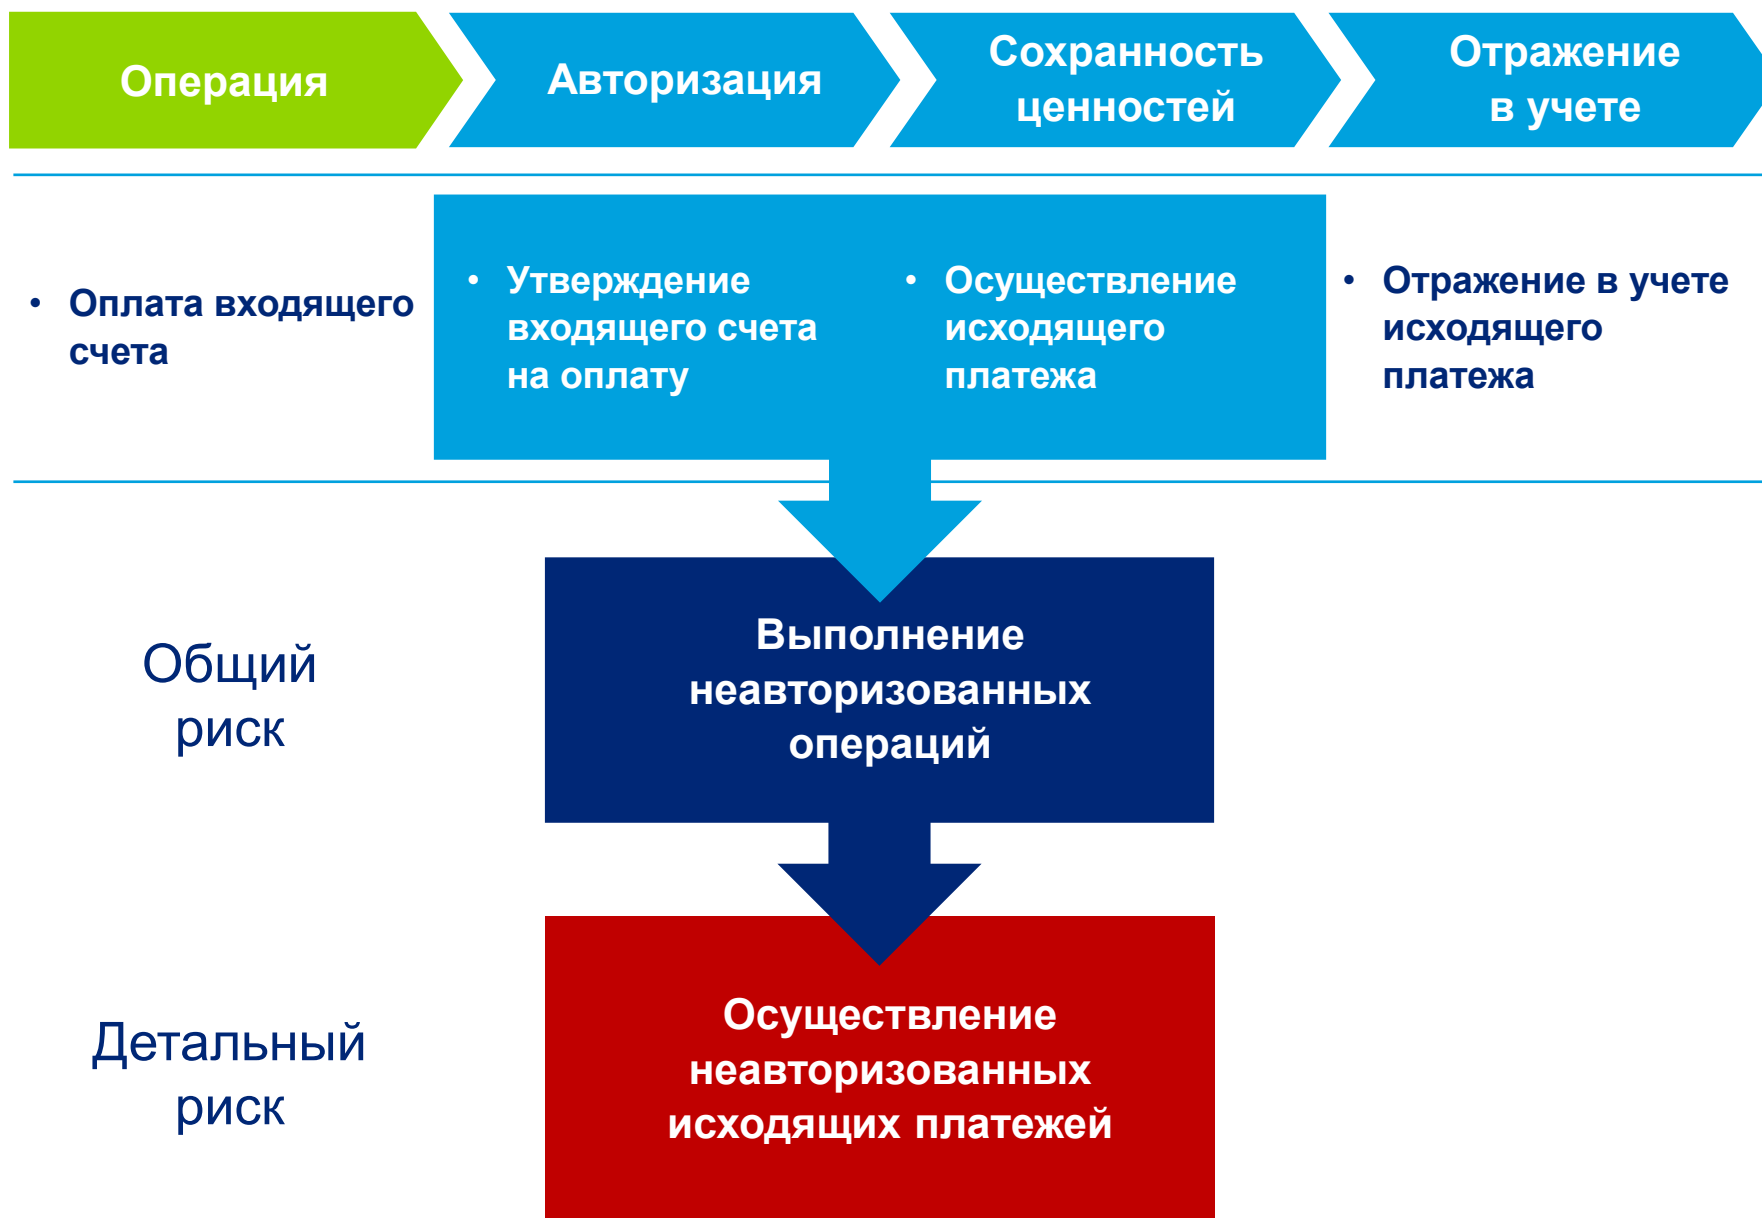 Операция
Авторизация
Сохранность
ценностей
Отражение
в учете
• Оплата входящего
счета
• Утверждение
входящего счета
на оплату
• Осуществление
исходящего
платежа
• Отражение в учете
исходящего
платежа
Общий
риск
Выполнение
неавторизованных
операций
Детальный
риск
Осуществление
неавторизованных
исходящих платежей